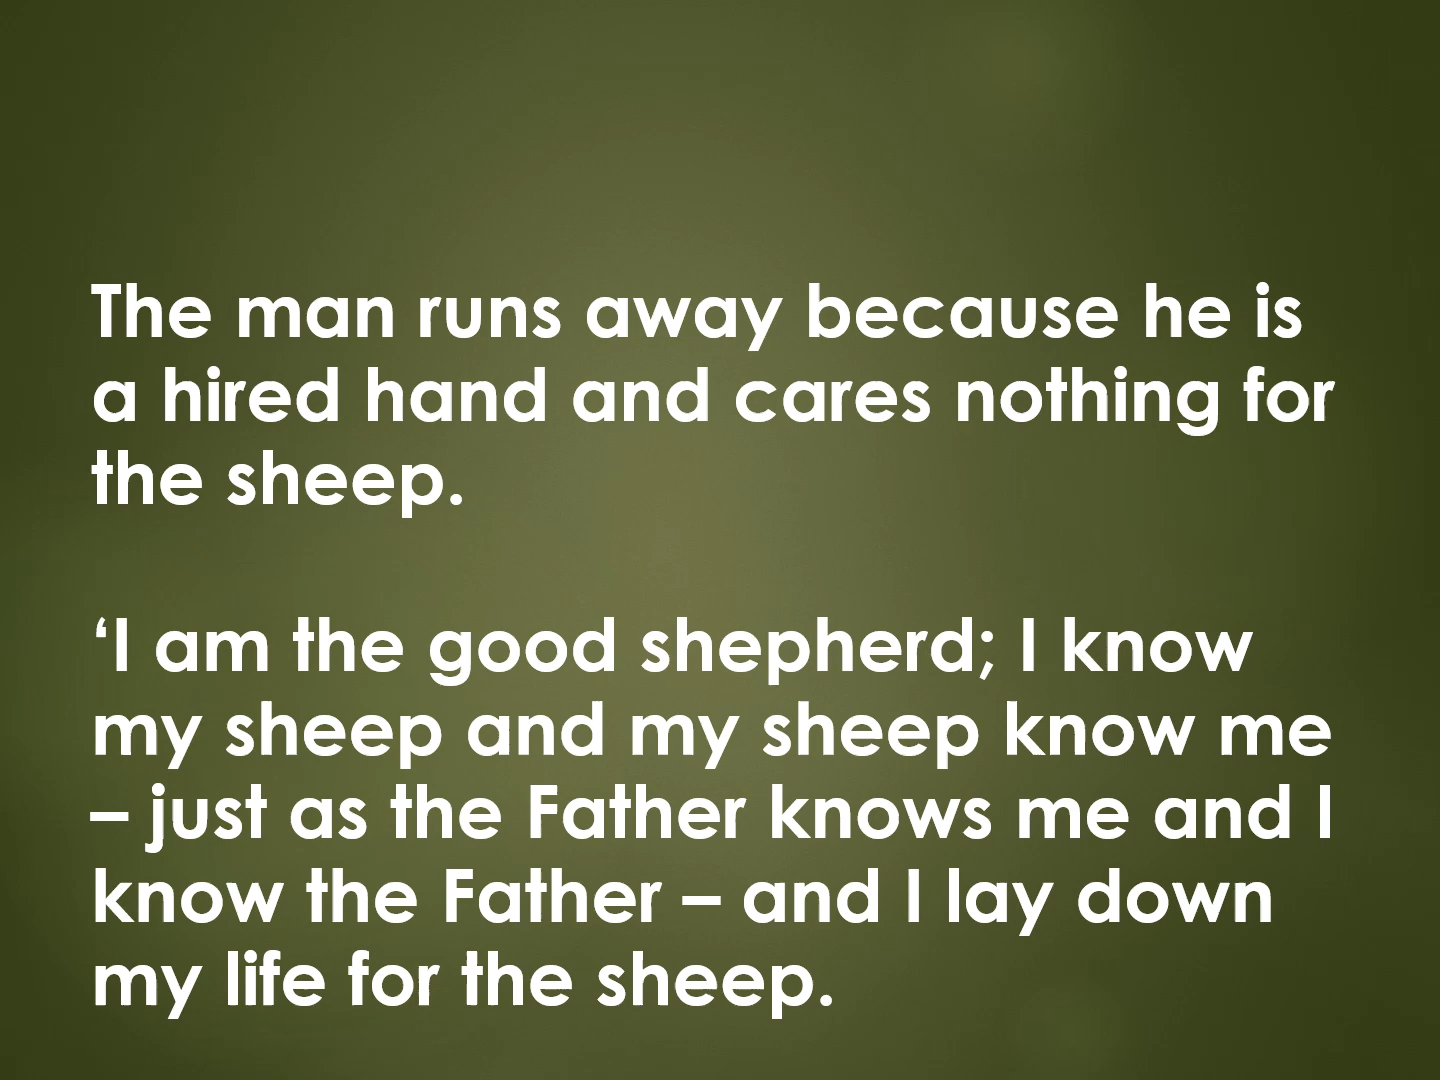 The man runs away because he is
a hired hand and cares nothing for
the sheep.
‘I am the good shepherd; I know
my sheep and my sheep know me
– just as the Father knows me and I
know the Father – and I lay down
my life for the sheep.